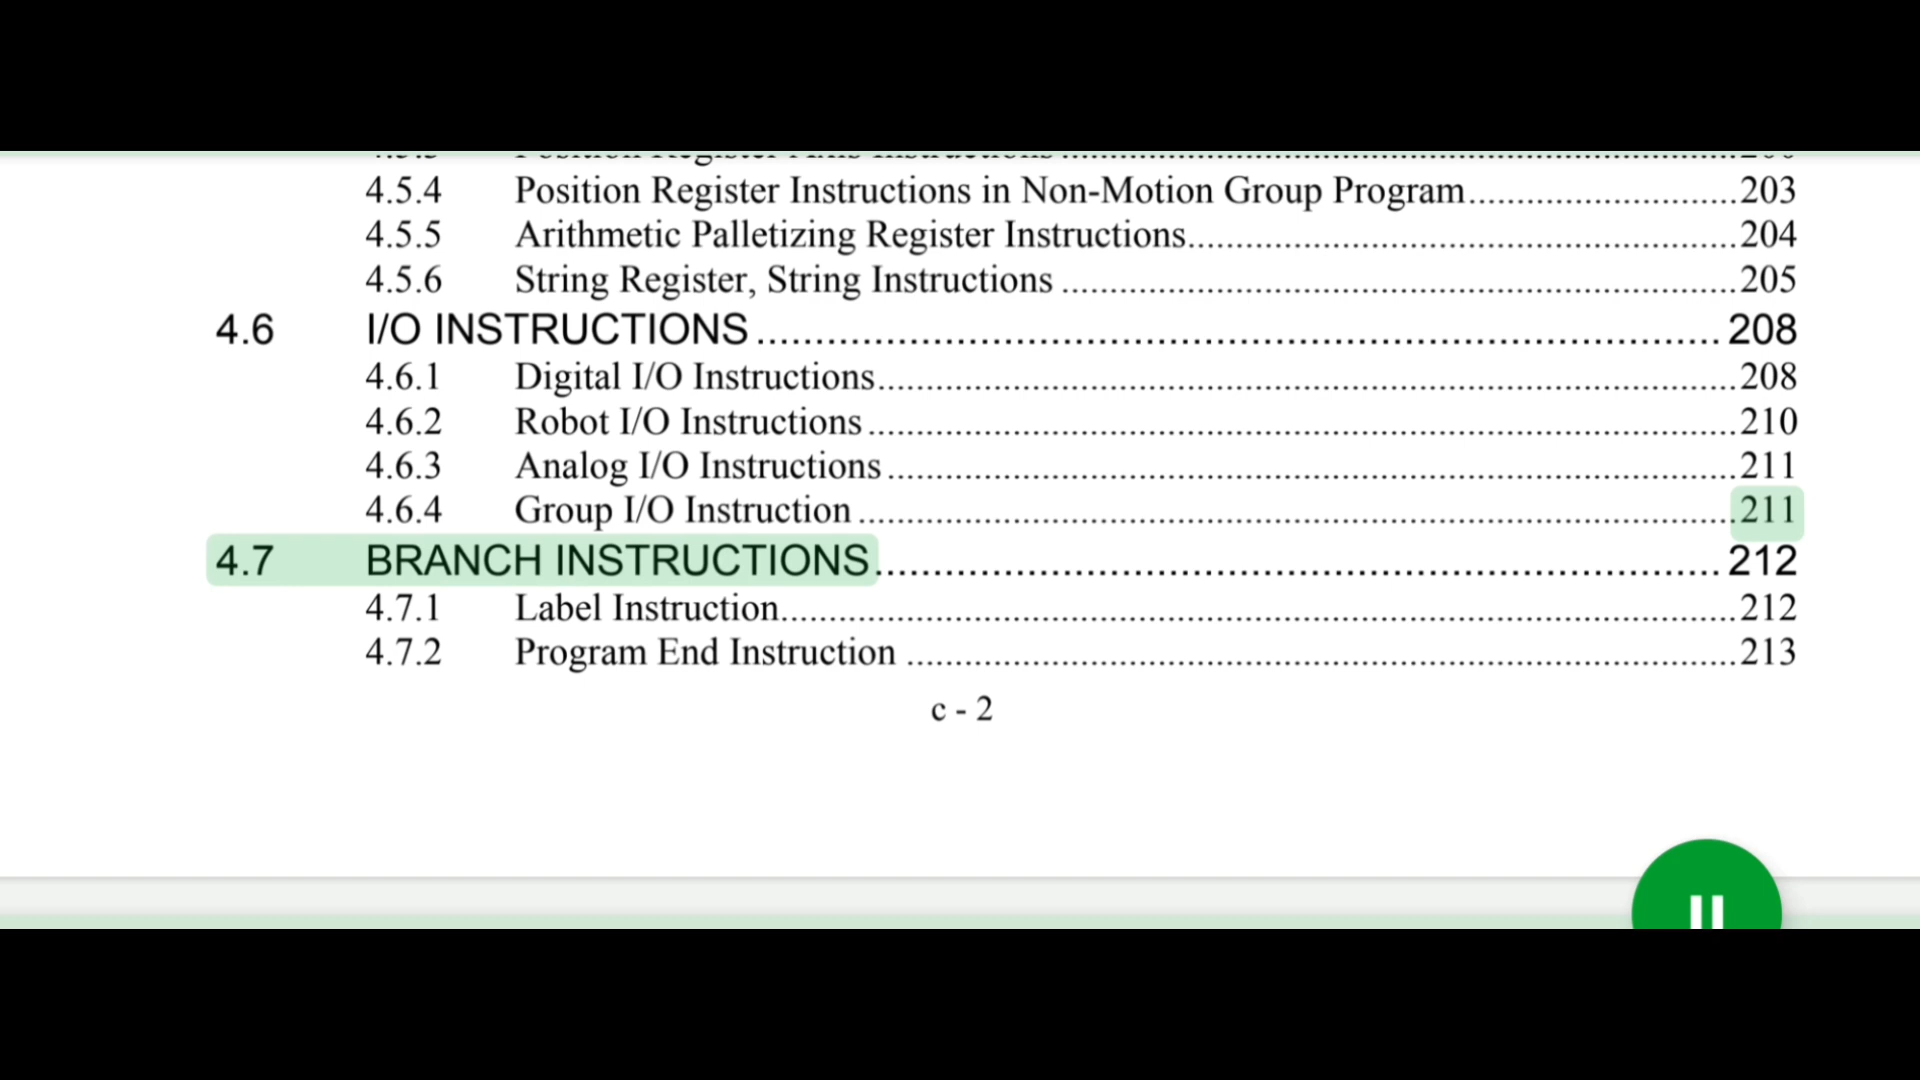 4.5.4 Position Register Instructions in Non-Motion Group Program............................203
4.5.5 Arithmetic Palletizing Register Instructions.........................................................204
4.5.6 String Register, String Instructions ......................................................................205
4.6 I/O INSTRUCTIONS.................................................................................... 208
4.6.1 Digital I/O Instructions.........................................................................................208
4.6.2 Robot I/O Instructions ..........................................................................................210
4.6.3 Analog I/O Instructions ........................................................................................211
4.6.4 Group I/O Instruction ...........................................................................................211
4.7 BRANCH INSTRUCTIONS.......................................................................... 212
4.7.1 Label Instruction...................................................................................................212
4.7.2 Program End Instruction ......................................................................................213
c - 2